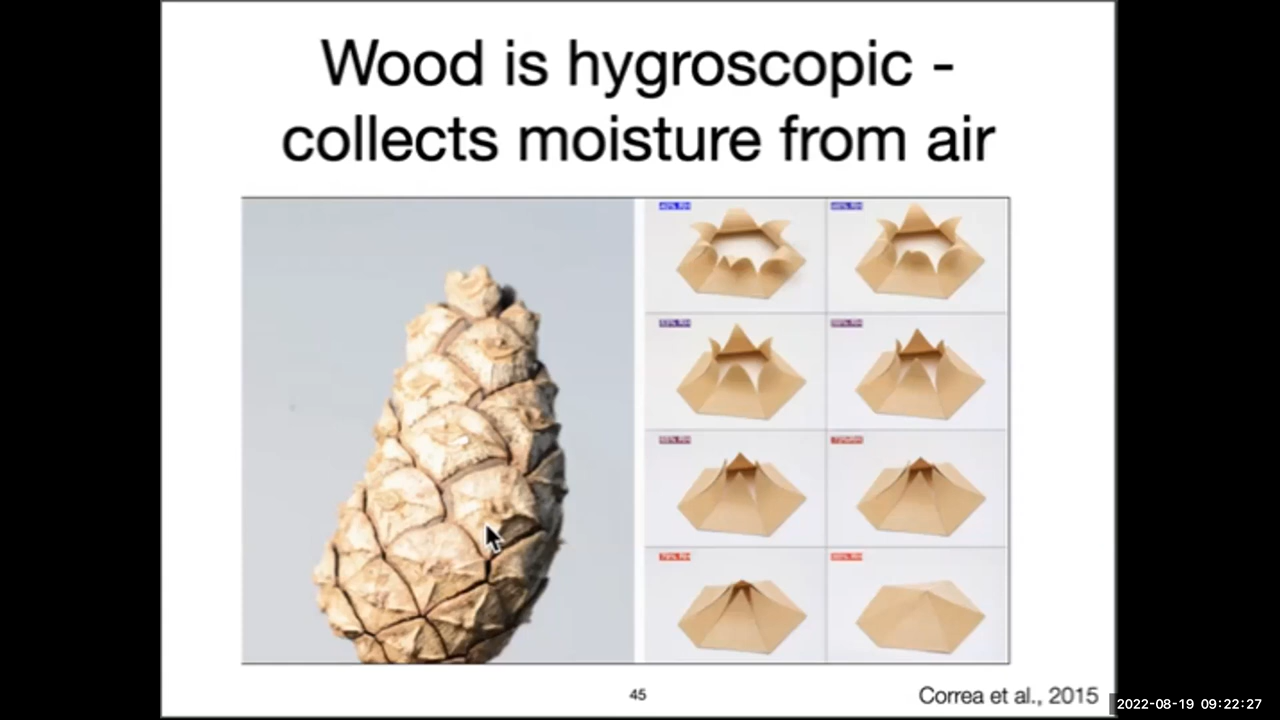 Wood is hygroscopic -
collects moisture from air
45
Correa et al., 2015
2022-08-19 09:22:27